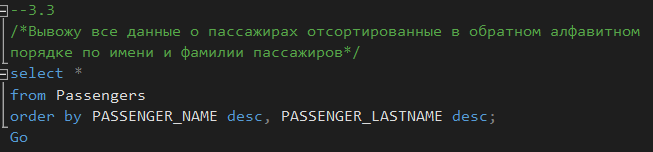 --3.3
/*Вывожу все данные о пассажирах отсортированные в обратном алфавитном
порядке по имени и фамилии пассажиров*/
select *
from Passengers
order by PASSENGER_NAME desc, PASSENGER_LASTNAME desc;
Go